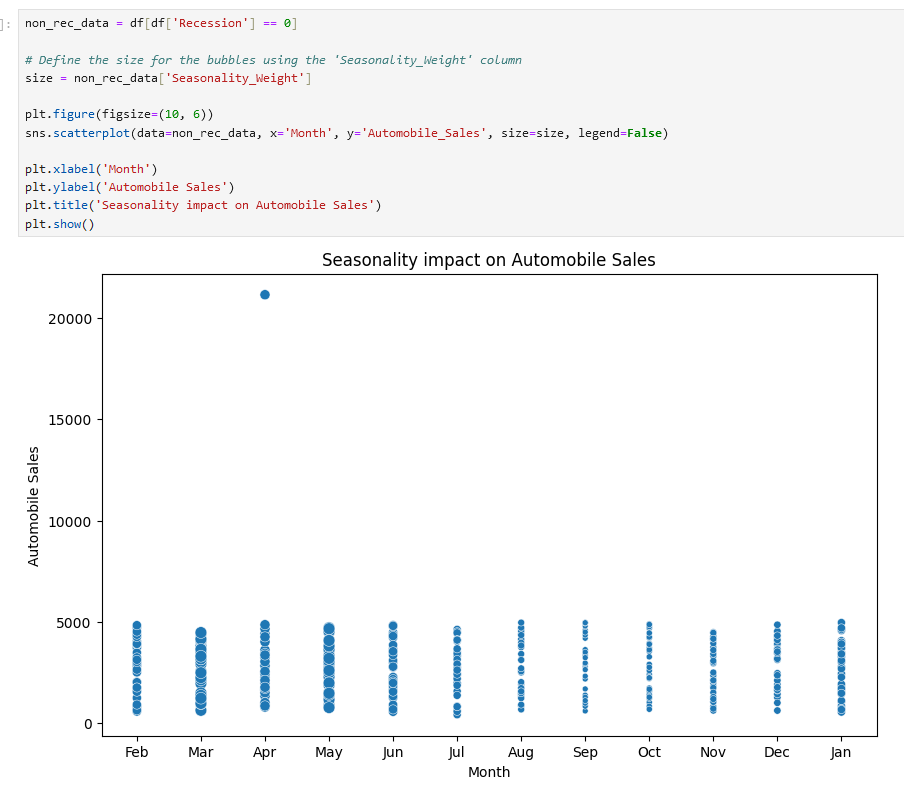 ]:
non_rec_data = df[df['Recession'] == 0]
# Define the size for the bubbles using the 'Seasonality_Weight' column
size = non_rec_data['Seasonality_Weight']
plt.figure(figsize=(10, 6))
sns.scatterplot(data=non_rec_data, x='Month', y='Automobile_Sales', size=size, legend=False)
plt.xlabel('Month')
plt.ylabel('Automobile Sales')
plt.title('Seasonality impact on Automobile Sales')
plt.show()
Seasonality impact on Automobile Sales
20000
15000
10000
5000
0
Automobile Sales
Feb Mar Apr May Jun Jul Aug Sep Oct Nov Dec Jan
Month